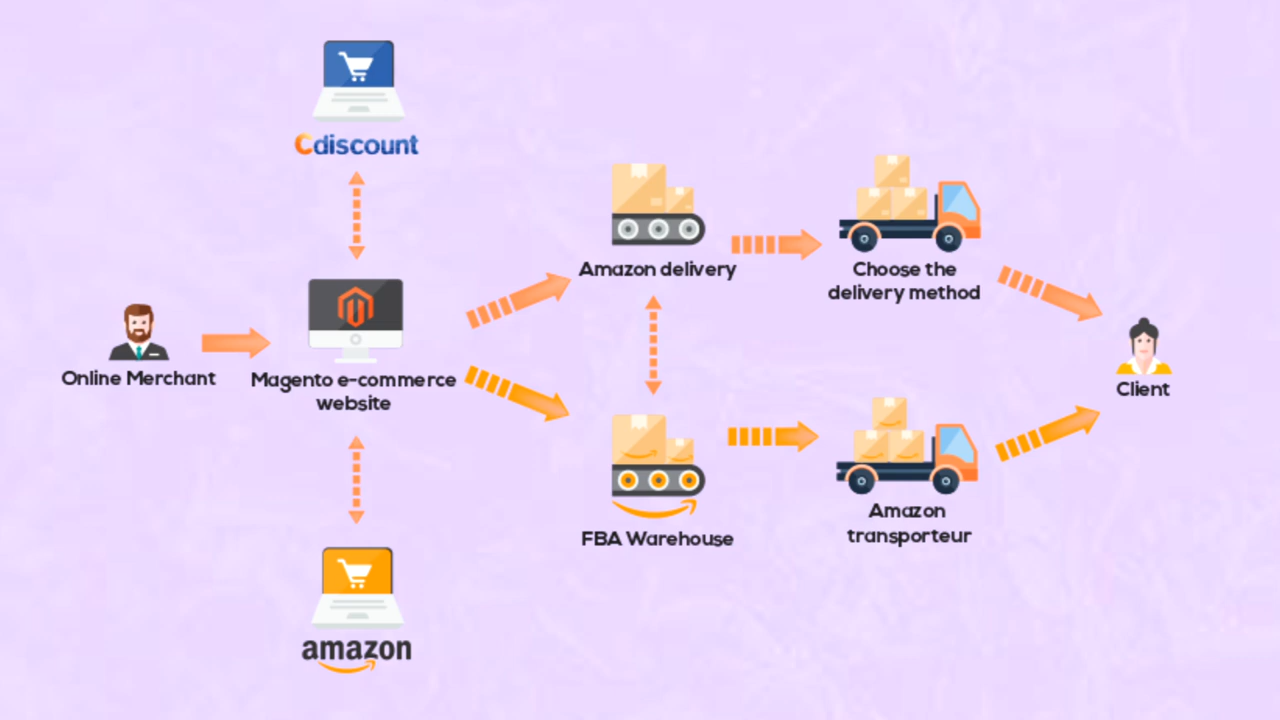 Cdiscount
Amazon delivery
Choose the
delivery method
Online Merchant
Magento e-commerce
website
Client
FBA Warehouse
Amazon
transporteur
amazon